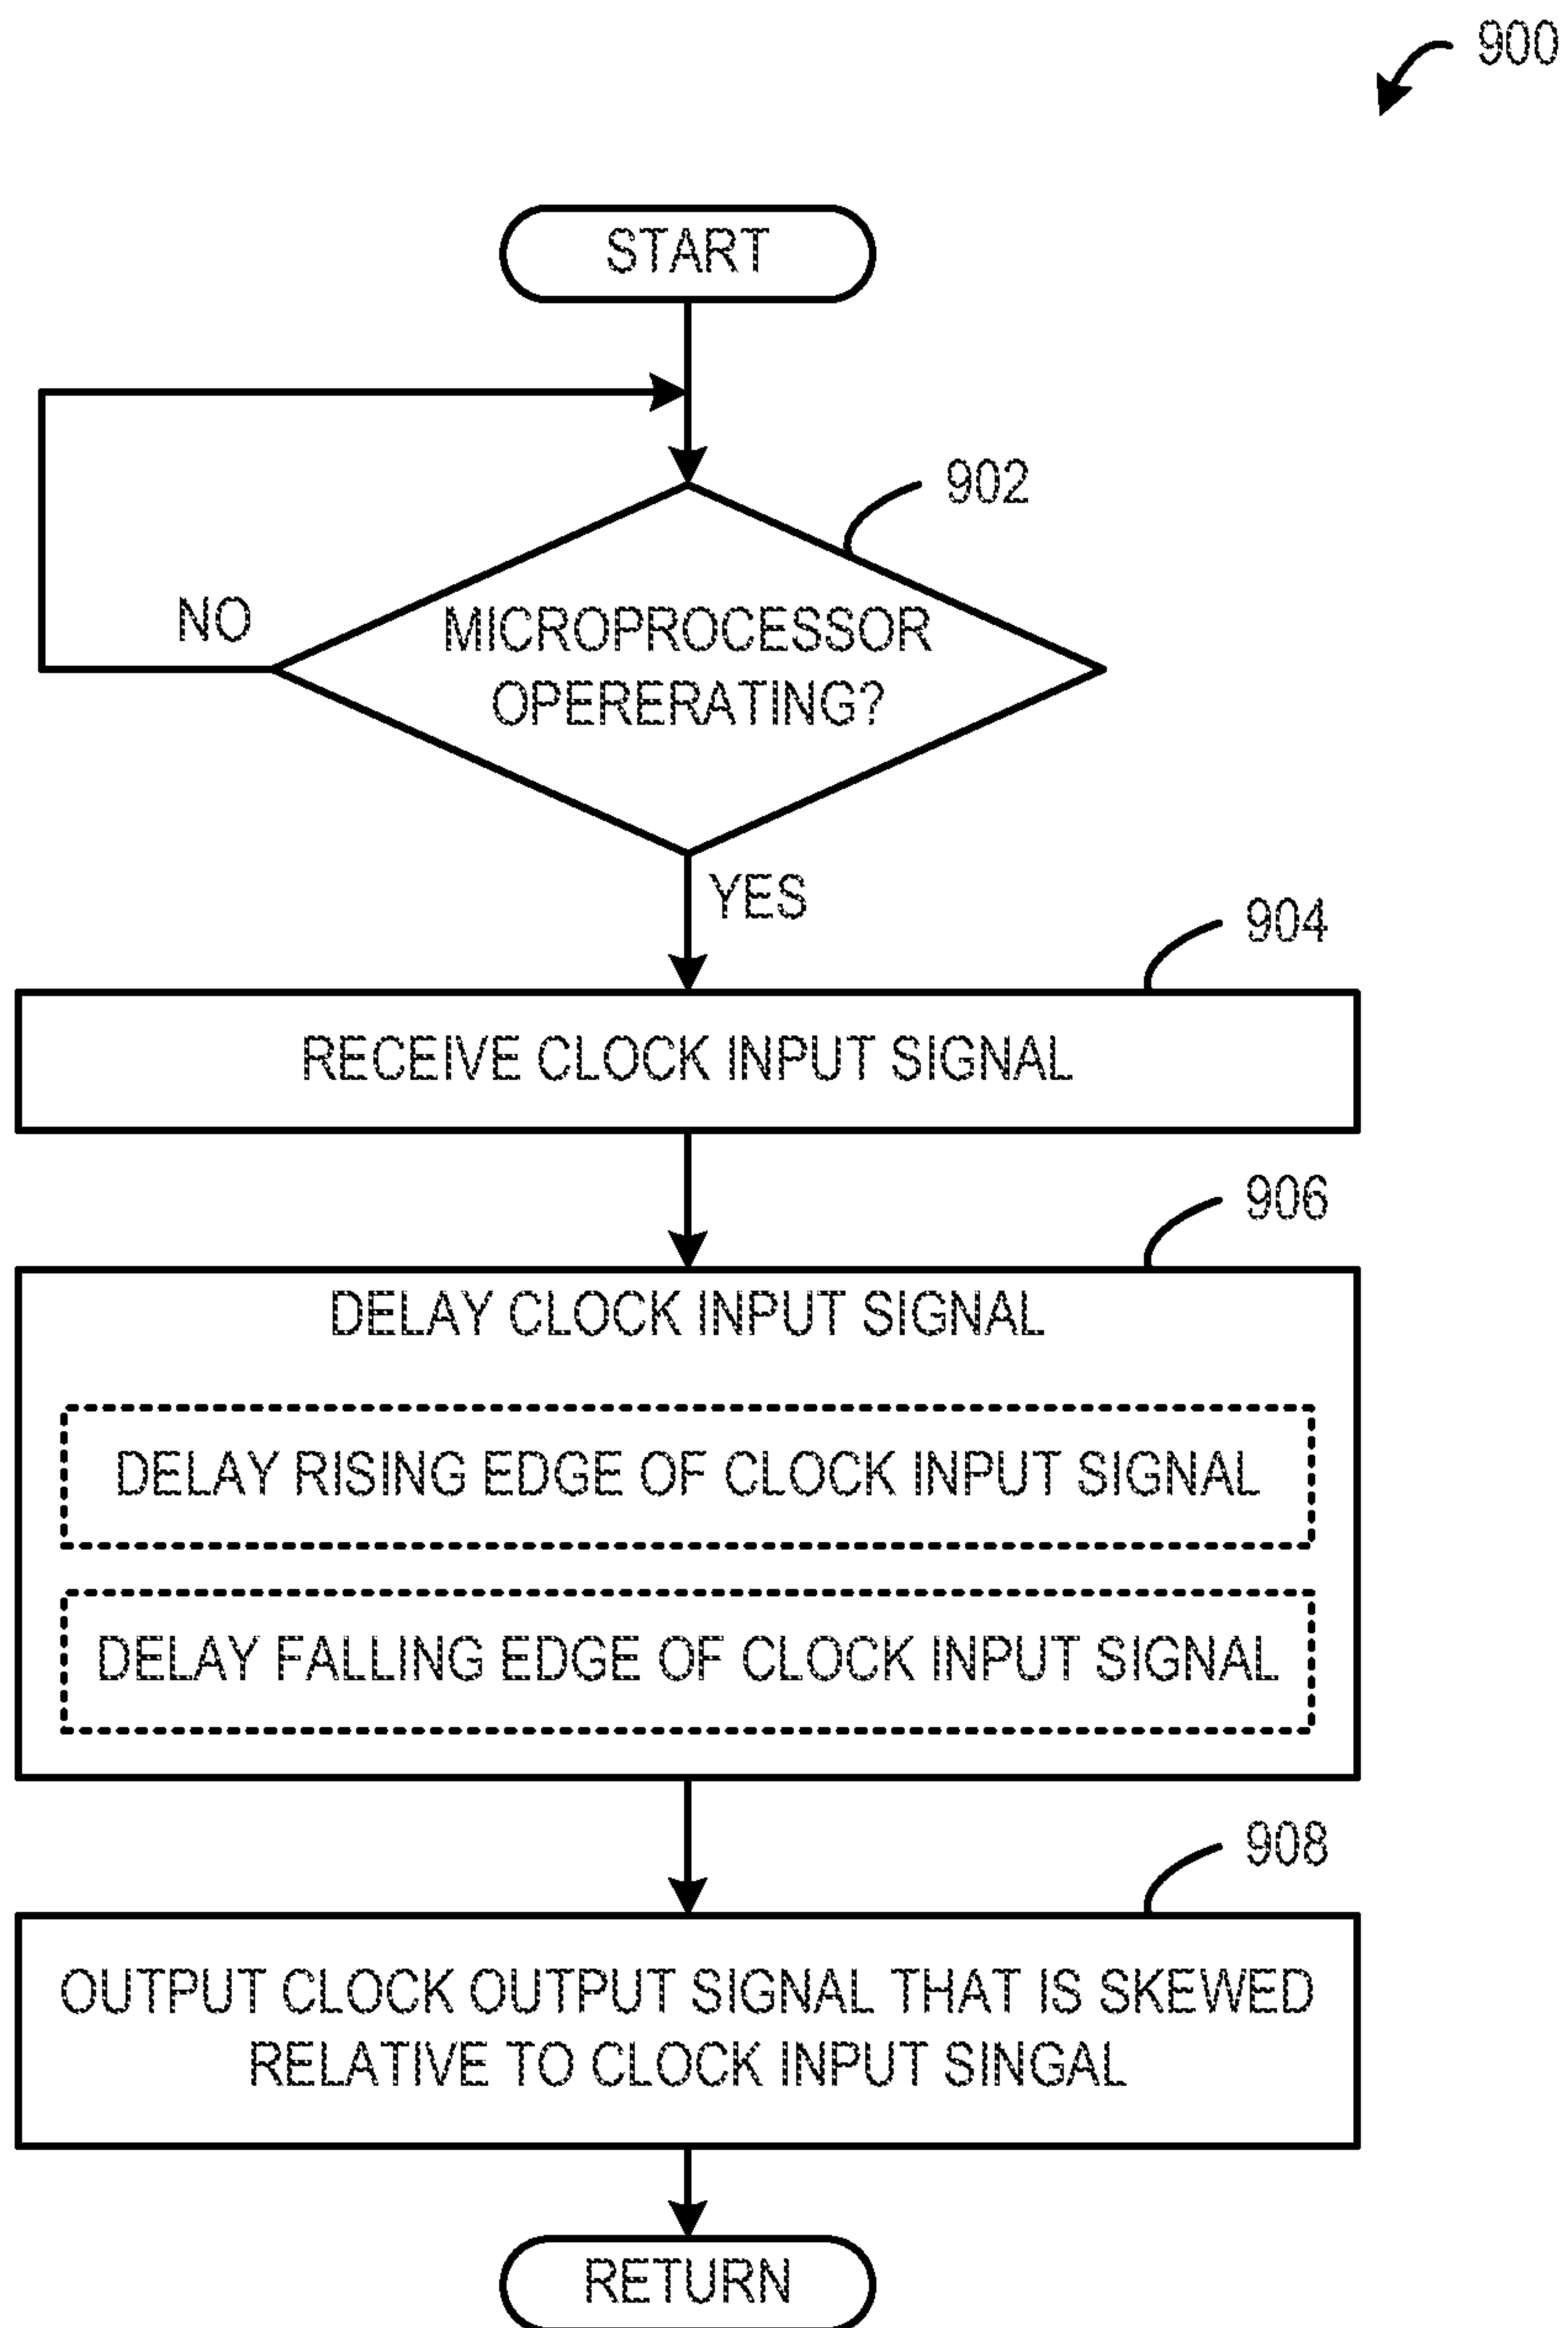 900
START
902
NO
MICROPROCESSOR
OPERERATING?
YES
904
RECEIVE CLOCK INPUT SIGNAL
906
DELAY CLOCK INPUT SIGNAL
DELAY RISING EDGE OF CLOCK INPUT SIGNAL
DELAY FALLING EDGE OF CLOCK INPUT SIGNAL
908
OUTPUT CLOCK OUTPUT SIGNAL THAT IS SKEWED
RELATIVE TO CLOCK INPUT SINGAL
RETURN